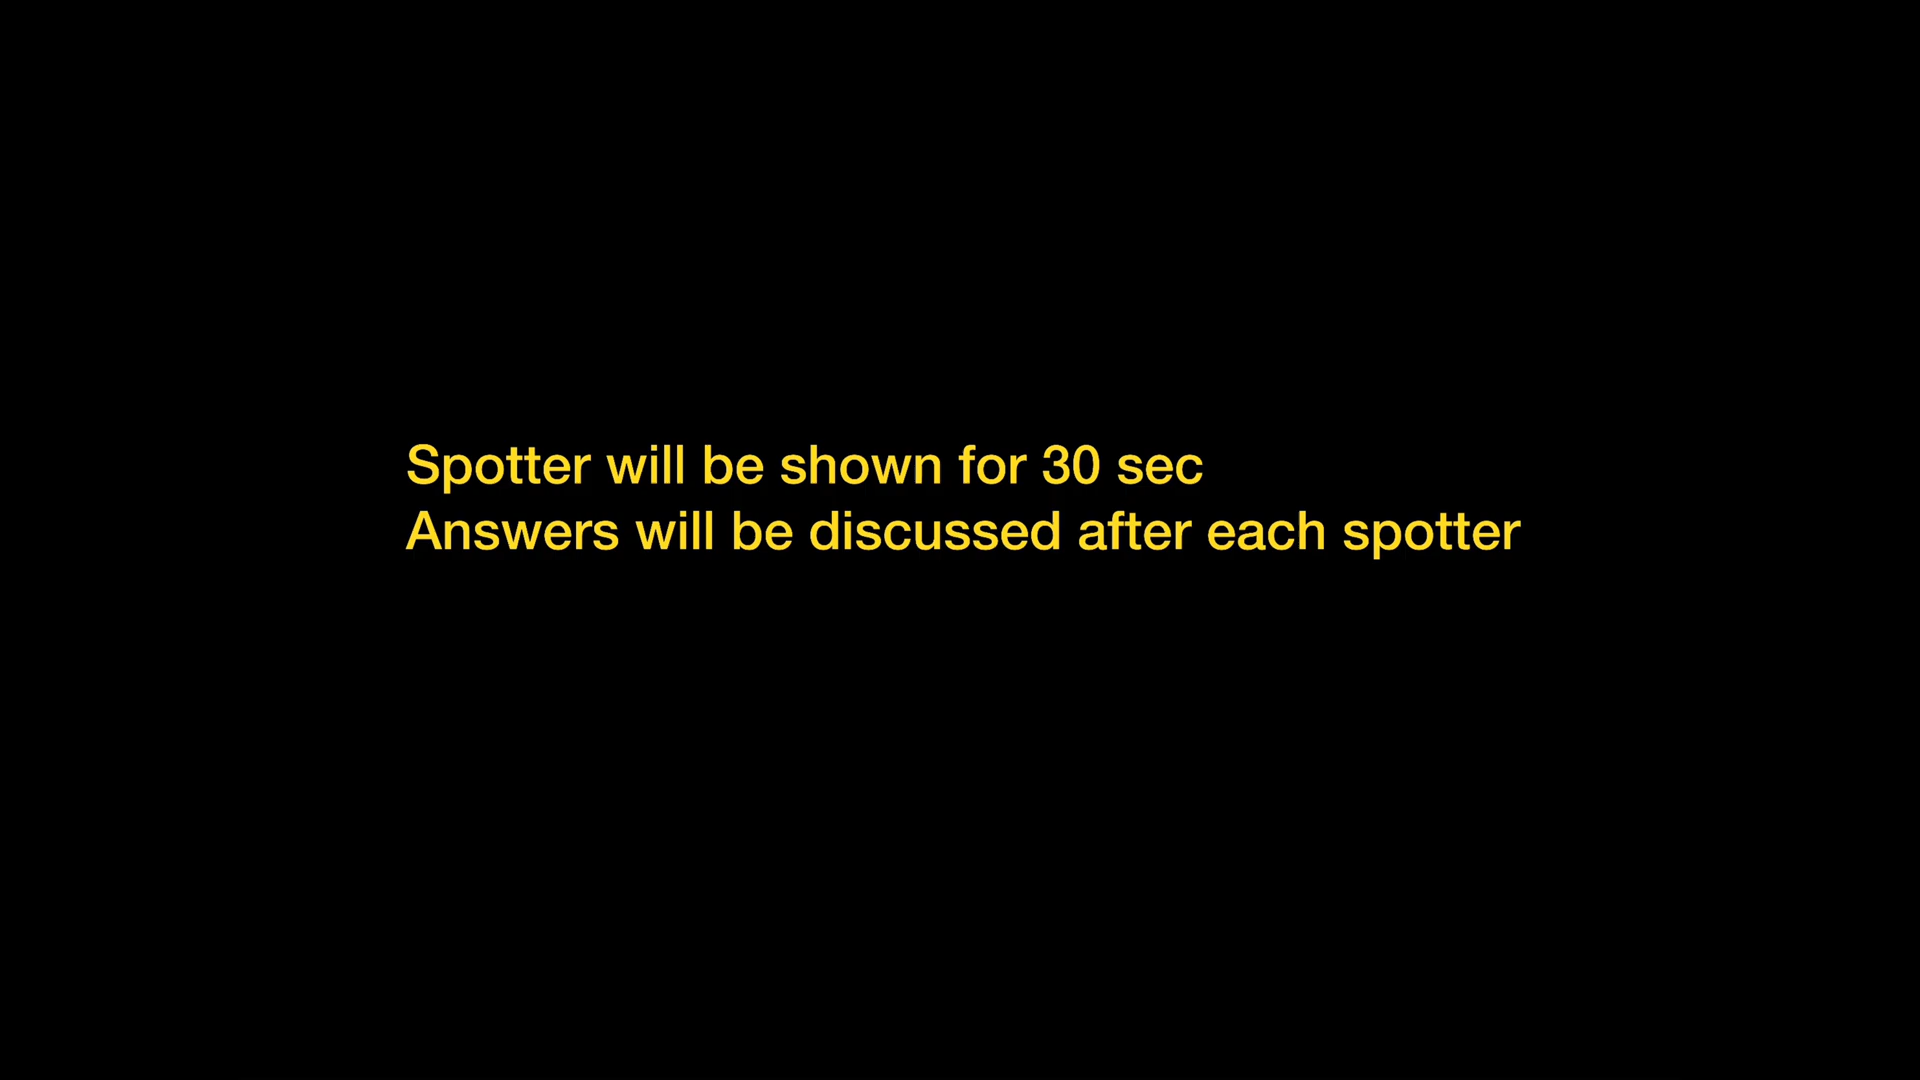 Spotter will be shown for 30 sec
Answers will be discussed after each spotter